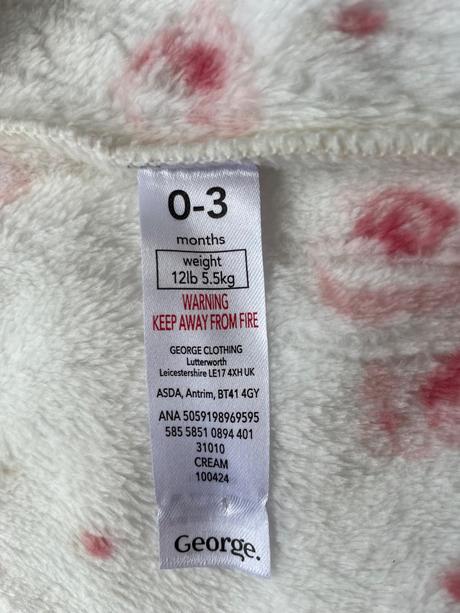 0-3
months
weight
12lb 5.5kg
WARNING
KEEP AWAY FROM FIRE
GEORGE CLOTHING
Lutterworth
Leicestershire LE17 4XH UK
ASDA, Antrim, BT41 4GY
ANA 5059198969595
585 5851 0894 401
31010
CREAM
100424
George.